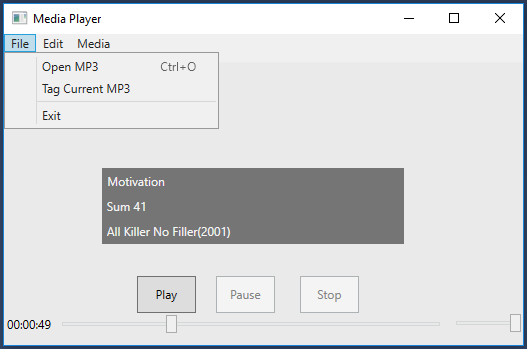 Media Player
File Edit Media
Open MP3 Ctrl+O
Tag Current MP3
Exit
Motivation
Sum 41
All Killer No Filler(2001)
Play Pause Stop
00:00:49